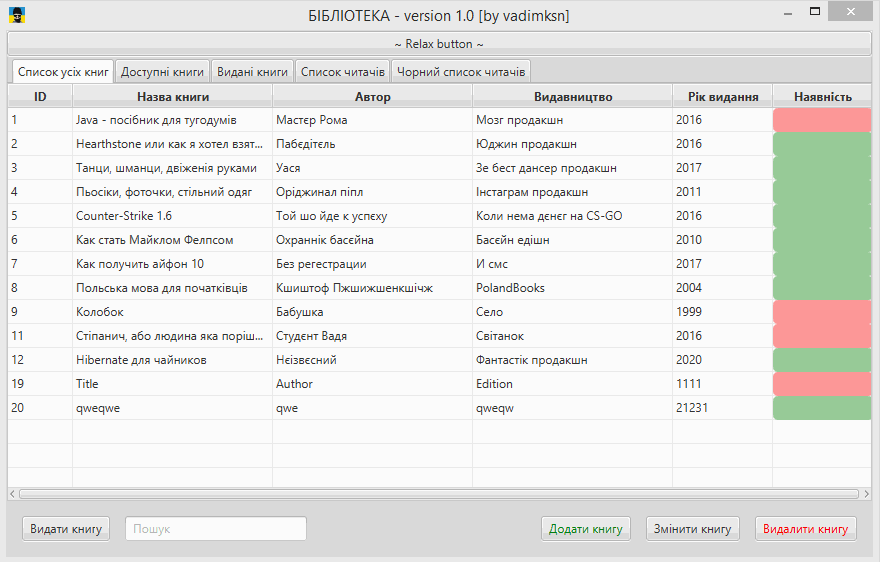 БІБЛІОТЕКА - version 1.0 [by vadimksn]
~ Relax button ~
Список усіх книг Доступні книги Видані книги Список читачів Чорний список читачів
ID Назва книги Автор Видавництво Рік видання Наявність
1 Java - посібник для тугодумів Мастєр Рома Мозг продакшн 2016
2 Hearthstone или как я хотел взят... Пабєдітєль Юджин продакшн 2016
3 Танци, шманци, двіженія руками Уася Зе бест дансер продакшн 2017
4 Пьосіки, фоточки, стільний одяг Оріджинал піпл Інстаграм продакшн 2011
5 Counter-Strike 1.6 Той шо йде к успєху Коли нема дєнєг на CS-GO 2016
6 Как стать Майклом Фелпсом Охраннік басєйна Басєйн едішн 2010
7 Как получить айфон 10 Без регестрации И смс 2017
8 Польська мова для початківців Кшиштоф Пжшижшенкшічж PolandBooks 2004
9 Колобок Бабушка Село 1999
11 Стіпанич, або людина яка поріш... Студєнт Вадя Світанок 2016
12 Hibernate для чайников Неізвєсний Фантастік продакшн 2020
19 Title Author Edition 1111
20 qweqwe qwe qweqw 21231
Видати книгу Пошук Додати книгу Змінити книгу Видалити книгу